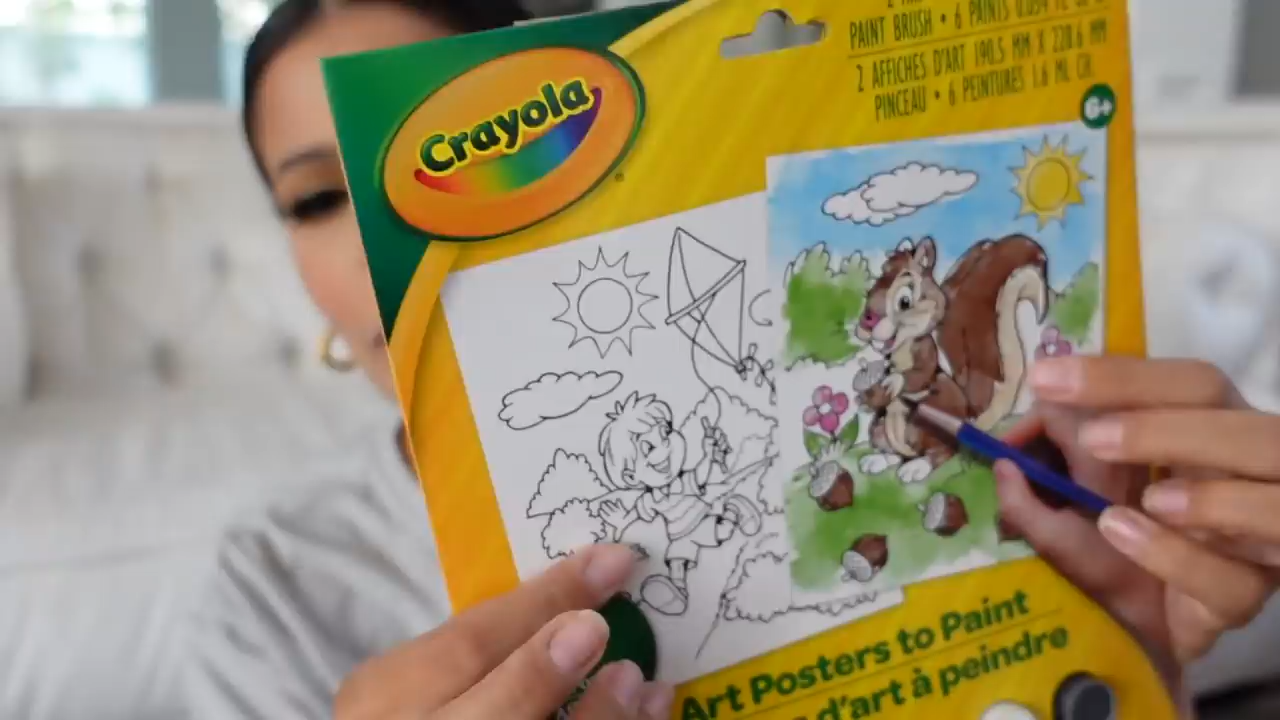 Crayola
PAINT BRUSH • 6 PAINTS
2 AFFICHES D'ART 190.5 MM X 228.6 MM
PINCEAU • 6 PEINTURES 1.6 ML CH.
6+
Art Posters to Paint
d'art à peindre